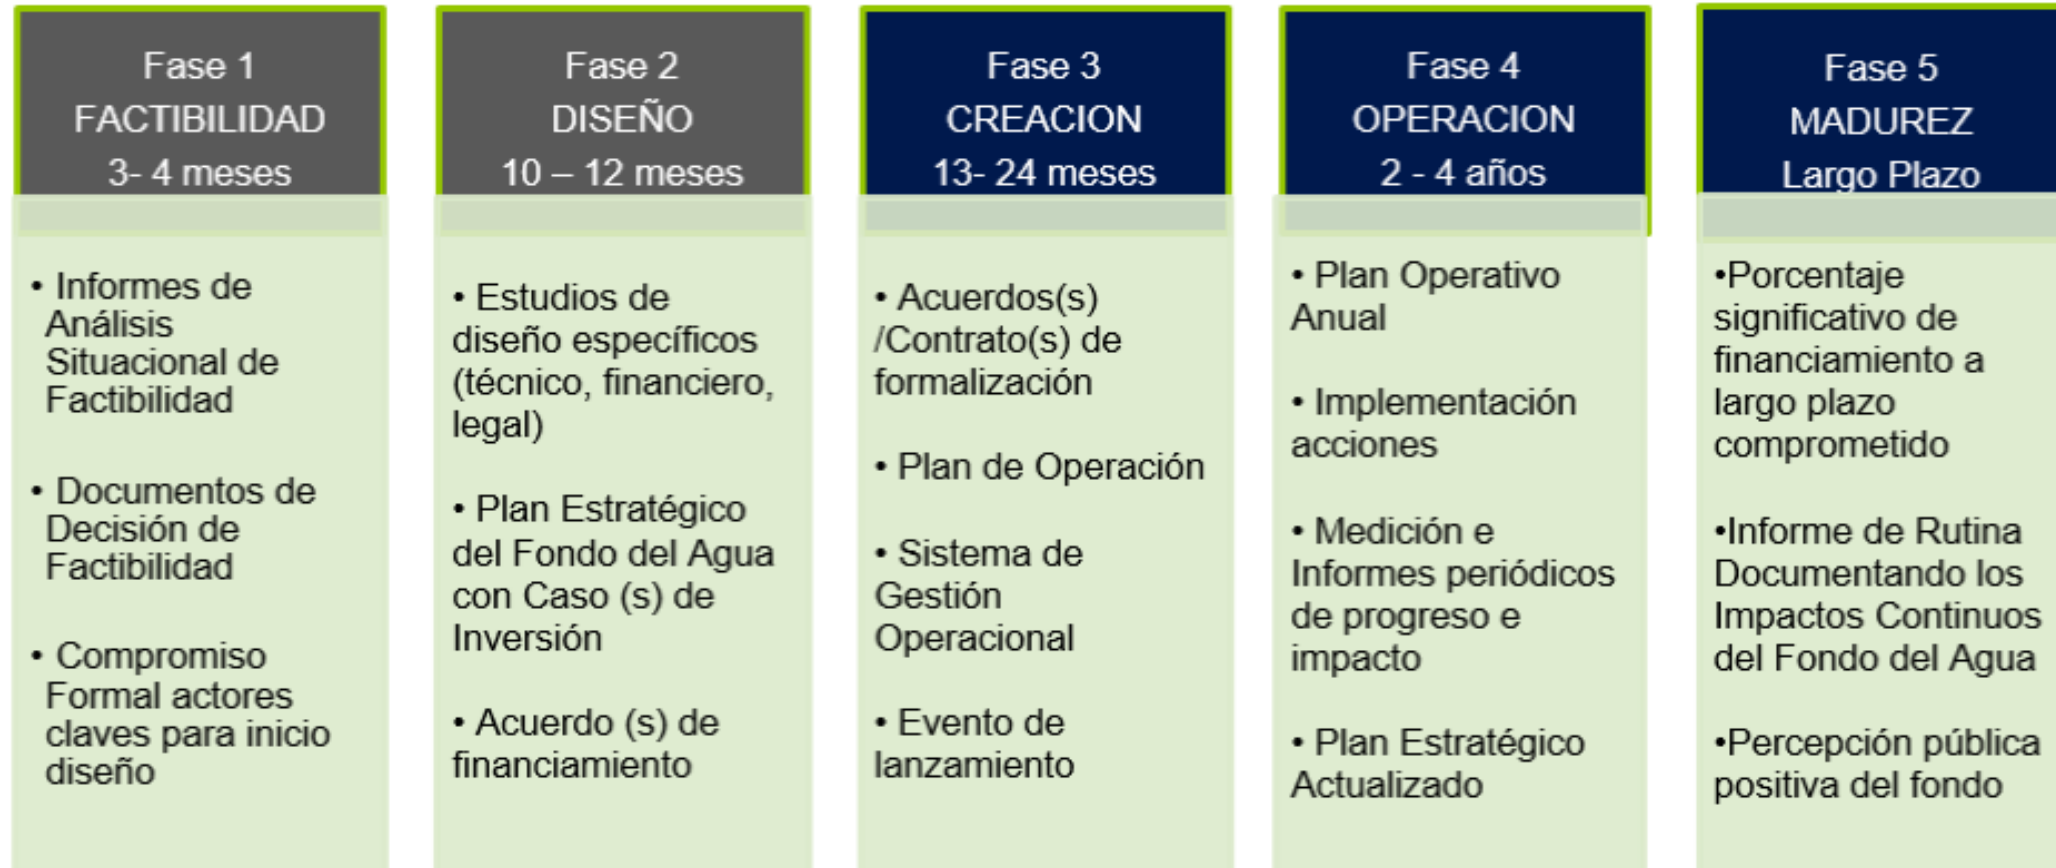 Fase 1
FACTIBILIDAD
3- 4 meses
• Informes de
Análisis
Situacional de
Factibilidad
• Documentos de
Decisión de
Factibilidad
• Compromiso
Formal actores
claves para inicio
diseño
Fase 2
DISEÑO
10 – 12 meses
• Estudios de
diseño específicos
(técnico, financiero,
legal)
• Plan Estratégico
del Fondo del Agua
con Caso (s) de
Inversión
• Acuerdo (s) de
financiamiento
Fase 3
CREACION
13- 24 meses
• Acuerdos(s)
/Contrato(s) de
formalización
• Plan de Operación
• Sistema de
Gestión
Operacional
• Evento de
lanzamiento
Fase 4
OPERACION
2 - 4 años
• Plan Operativo
Anual
• Implementación
acciones
• Medición e
Informes periódicos
de progreso e
impacto
• Plan Estratégico
Actualizado
Fase 5
MADUREZ
Largo Plazo
•Porcentaje
significativo de
financiamiento a
largo plazo
comprometido
•Informe de Rutina
Documentando los
Impactos Continuos
del Fondo del Agua
•Percepción pública
positiva del fondo